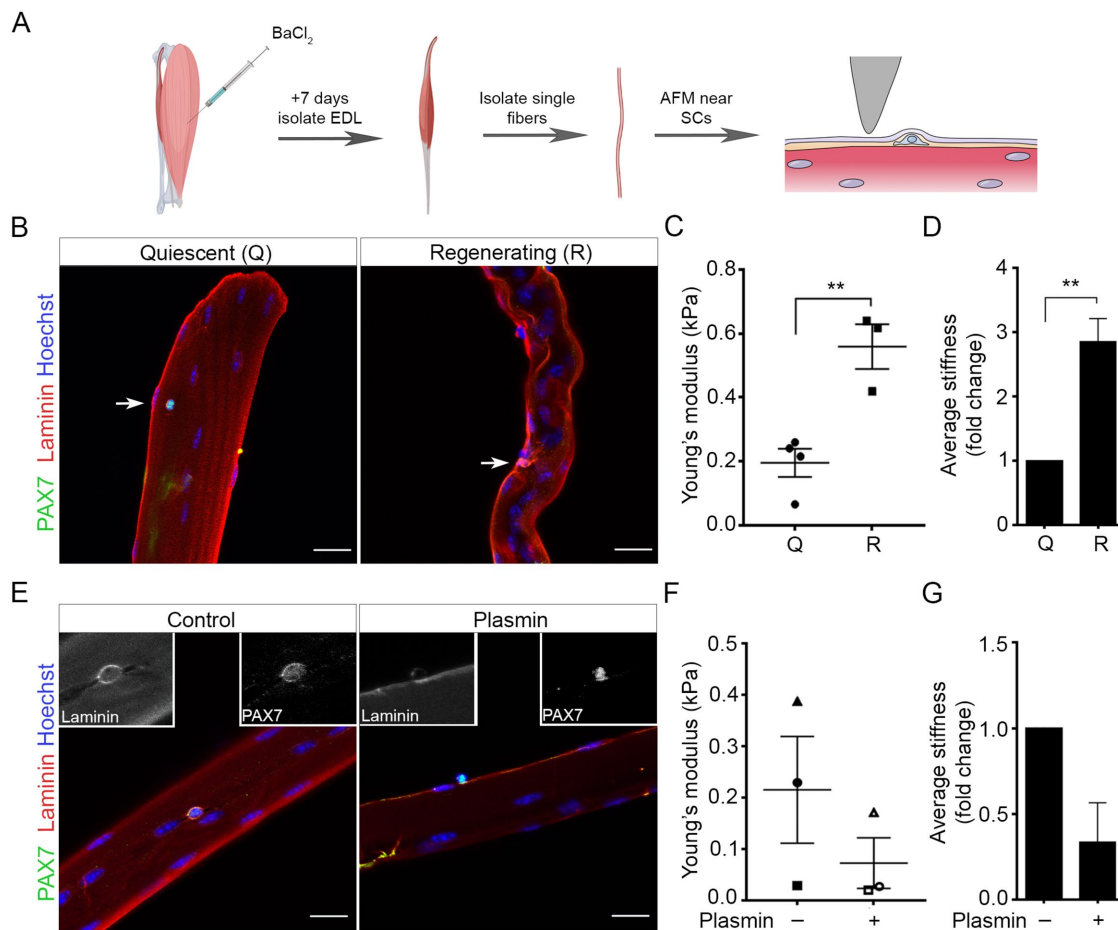 A
BaCl2
+7 days
isolate EDL
Isolate single
fibers
AFM near
SCs
B
Quiescent (Q)
Regenerating (R)
PAX7 Laminin Hoechst
C
Young's modulus (kPa)
0.8
0.6
0.4
0.2
0.0
**
Q
R
D
Average stiffness
(fold change)
4
3
2
1
0
**
Q
R
E
Control
Plasmin
Laminin
PAX7
Laminin
PAX7
PAX7 Laminin Hoechst
F
Young's modulus (kPa)
0.5
0.4
0.3
0.2
0.1
0.0
Plasmin − +
G
Average stiffness
(fold change)
1.5
1.0
0.5
0.0
Plasmin − +